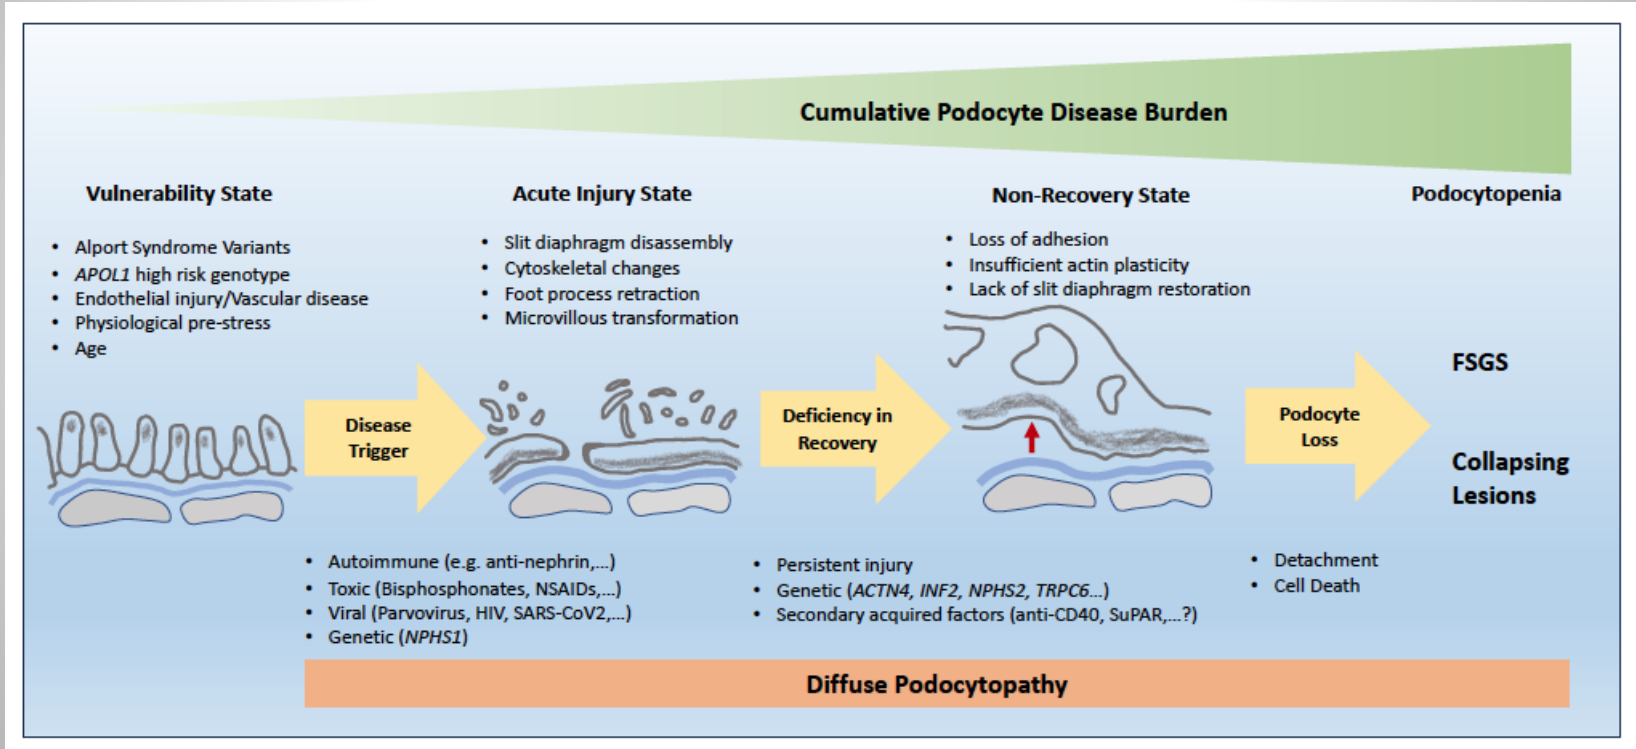 Cumulative Podocyte Disease Burden
Vulnerability State
• Alport Syndrome Variants
• APOL1 high risk genotype
• Endothelial injury/Vascular disease
• Physiological pre-stress
• Age
Acute Injury State
• Slit diaphragm disassembly
• Cytoskeletal changes
• Foot process retraction
• Microvillous transformation
Non-Recovery State
• Loss of adhesion
• Insufficient actin plasticity
• Lack of slit diaphragm restoration
Podocytopenia
Disease
Trigger
Deficiency in
Recovery
Podocyte
Loss
FSGS
Collapsing
Lesions
• Autoimmune (e.g. anti-nephrin,...)
• Toxic (Bisphosphonates, NSAIDs,...)
• Viral (Parvovirus, HIV, SARS-CoV2,...)
• Genetic (NPHS1)
• Persistent injury
• Genetic (ACTN4, INF2, NPHS2, TRPC6...)
• Secondary acquired factors (anti-CD40, SuPAR,...?)
• Detachment
• Cell Death
Diffuse Podocytopathy